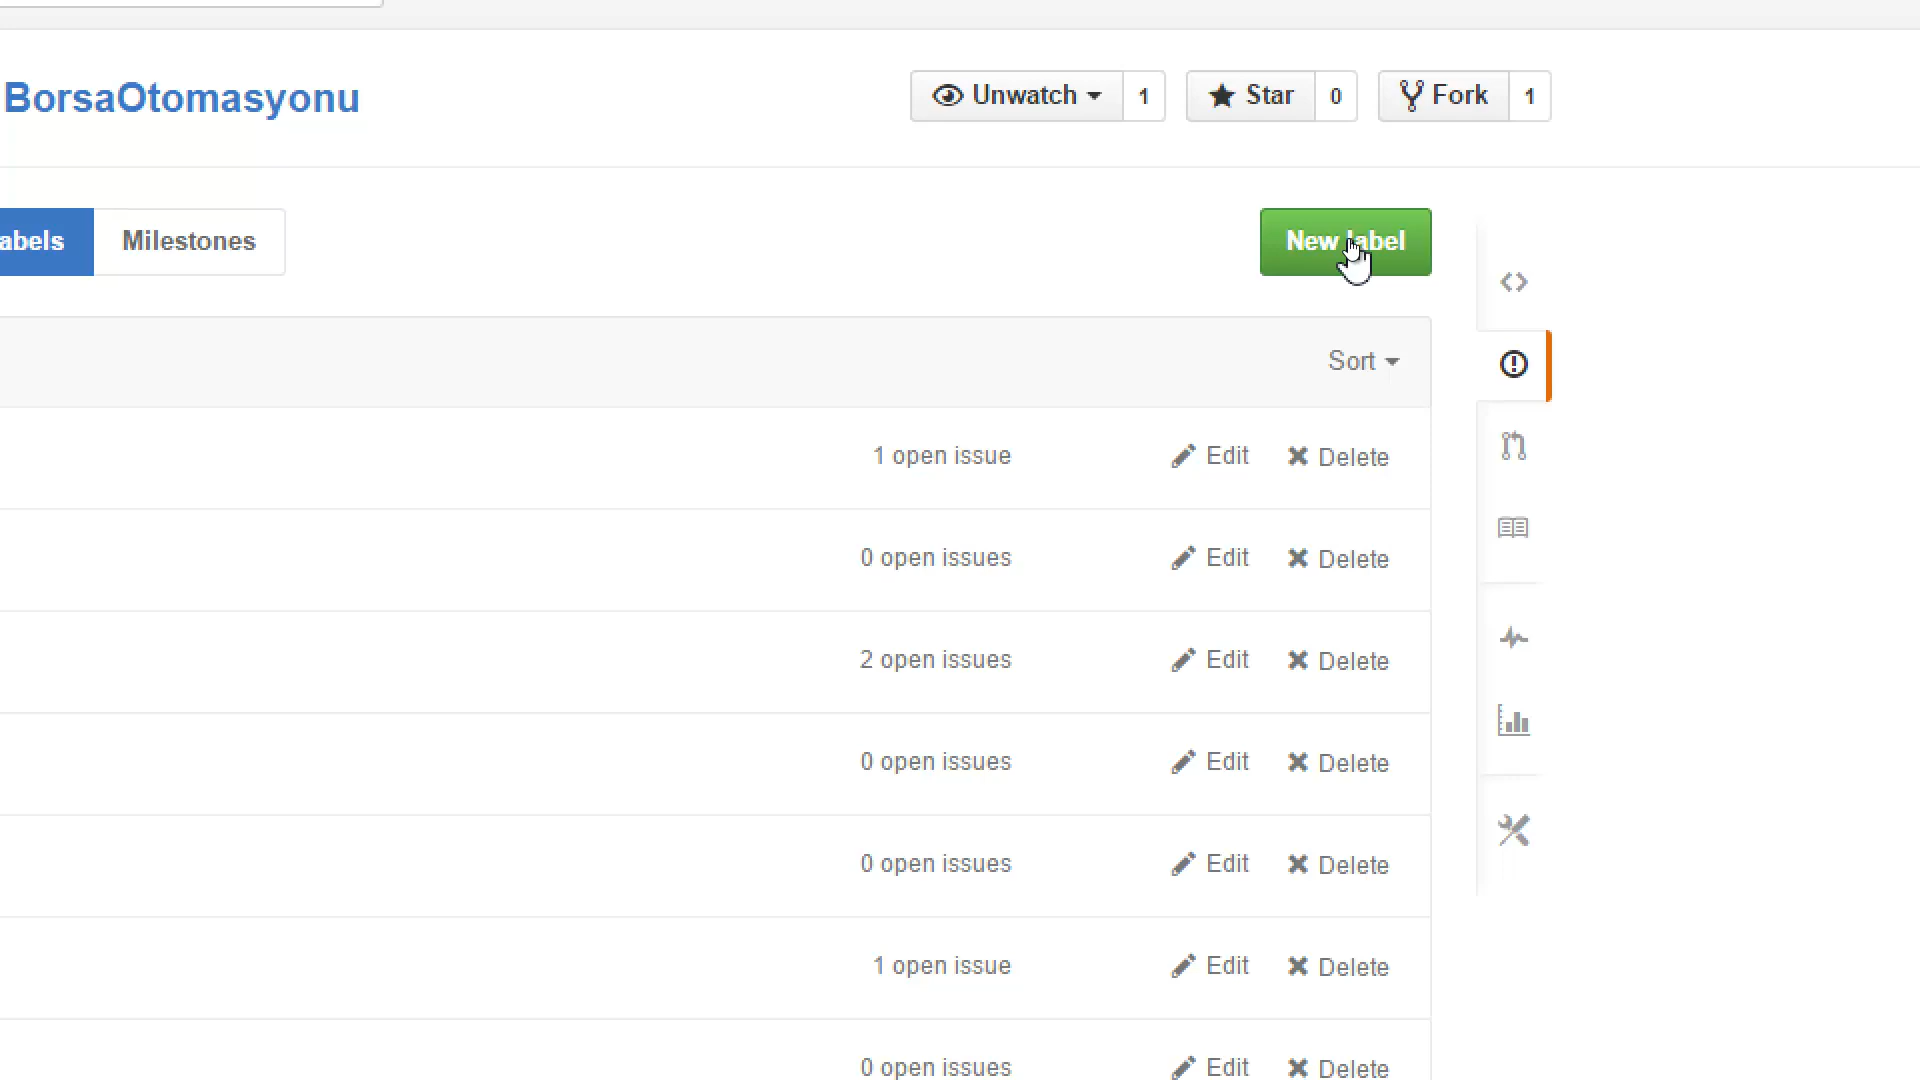 BorsaOtomasyonu
Unwatch 1 Star 0 Fork 1
abels Milestones New label
Sort
1 open issue Edit Delete
0 open issues Edit Delete
2 open issues Edit Delete
0 open issues Edit Delete
0 open issues Edit Delete
1 open issue Edit Delete
0 open issues Edit Delete